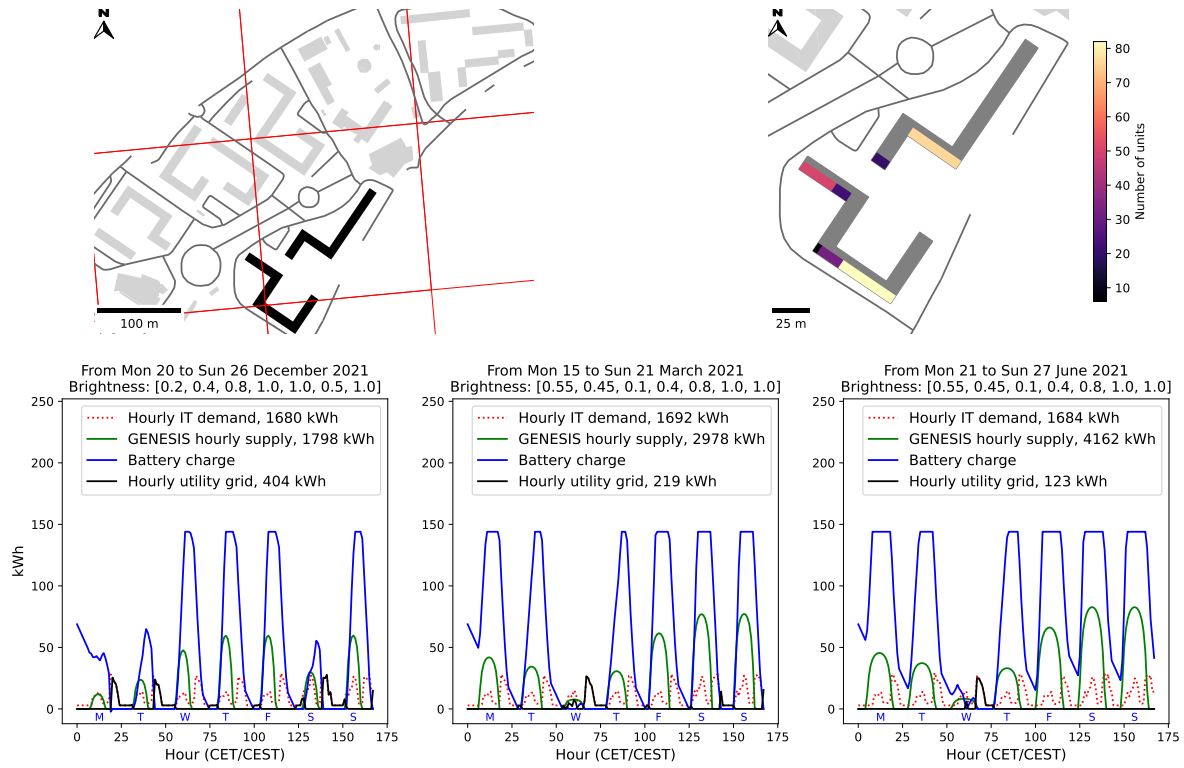 N
100 m
N
25 m
80
70
60
50
40
30
20
10
Number of units
From Mon 20 to Sun 26 December 2021
Brightness: [0.2, 0.4, 0.8, 1.0, 1.0, 0.5, 1.0]
Hourly IT demand, 1680 kWh
GENESIS hourly supply, 1798 kWh
Battery charge
Hourly utility grid, 404 kWh
250
200
150
100
50
0
kWh
M T W T F S S
0 25 50 75 100 125 150 175
Hour (CET/CEST)
From Mon 15 to Sun 21 March 2021
Brightness: [0.55, 0.45, 0.1, 0.4, 0.8, 1.0, 1.0]
Hourly IT demand, 1692 kWh
GENESIS hourly supply, 2978 kWh
Battery charge
Hourly utility grid, 219 kWh
250
200
150
100
50
0
M T W T F S S
0 25 50 75 100 125 150 175
Hour (CET/CEST)
From Mon 21 to Sun 27 June 2021
Brightness: [0.55, 0.45, 0.1, 0.4, 0.8, 1.0, 1.0]
Hourly IT demand, 1684 kWh
GENESIS hourly supply, 4162 kWh
Battery charge
Hourly utility grid, 123 kWh
250
200
150
100
50
0
M T W T F S S
0 25 50 75 100 125 150 175
Hour (CET/CEST)